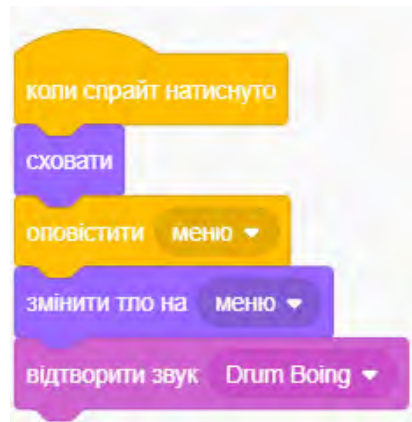 коли спрайт натиснуто
сховати
оповістити меню
змінити тло на меню
відтворити звук Drum Boing